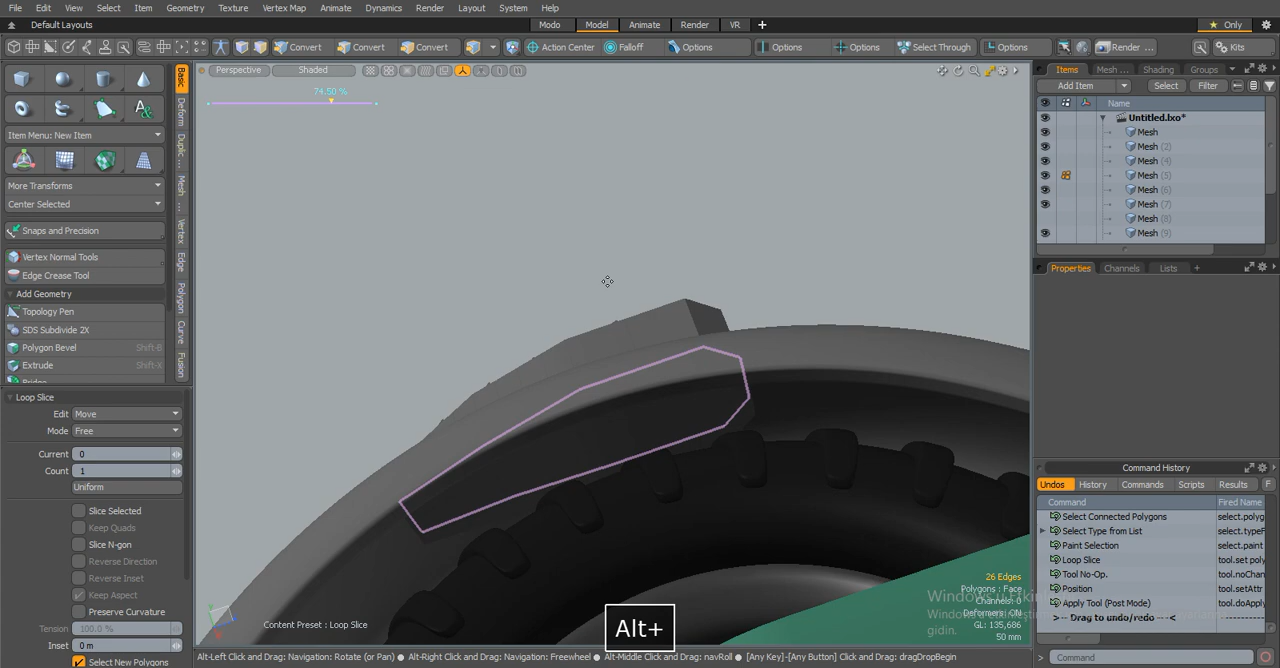 File Edit View Select Item Geometry Texture Vertex Map Animate Dynamics Render Layout System Help
Default Layouts Modo Model Animate Render VR + Only
Convert Convert Convert Action Center Falloff Options Options Options Select Through Options Render ... Kits
Perspective Shaded
Items Mesh ... Shading Groups
Add Item Select Filter
Name
Untitled.lxo*
Mesh
Mesh (2)
Mesh (4)
Mesh (5)
Mesh (6)
Mesh (7)
Mesh (8)
Mesh (9)
74.50 %
Basic
Deform
Duplic ...
Mesh ...
Vertex
Edge
Polygon
Curve
Fusion
Item Menu: New Item
More Transforms
Center Selected
Snaps and Precision
Vertex Normal Tools
Edge Crease Tool
Add Geometry
Topology Pen
SDS Subdivide 2X
Polygon Bevel Shift-B
Extrude Shift-X
Bridge
Loop Slice
Edit Move
Mode Free
Current 0
Count 1
Uniform
Slice Selected
Keep Quads
Slice N-gon
Reverse Direction
Reverse Inset
Keep Aspect
Preserve Curvature
Tension 100.0 %
Inset 0 m
Select New Polygons
Properties Channels Lists +
Command History
Undos History Commands Scripts Results F
Command Fired Name
Select Connected Polygons select.polyg
Select Type from List select.typeF
Paint Selection select.paint
Loop Slice tool.set poly
Tool No-Op. tool.noChan
Position tool.setAttr
Apply Tool (Post Mode) tool.doApply
>-- Drag to undo/redo ---<
Command
26 Edges
Polygons : Face
Channels: 0
Deformers: ON
GL: 135,686
50 mm
gidin.
Content Preset : Loop Slice
Alt+
Alt-Left Click and Drag: Navigation: Rotate (or Pan) ● Alt-Right Click and Drag: Navigation: Freewheel ● Alt-Middle Click and Drag: navRoll ● [Any Key]-[Any Button] Click and Drag: dragDropBegin